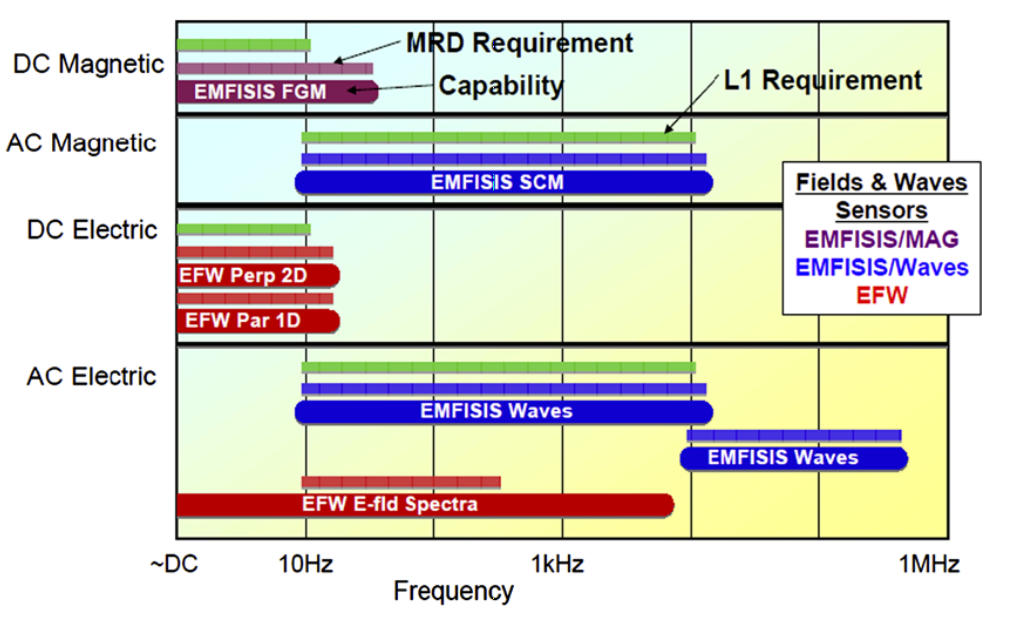 DC Magnetic
MRD Requirement
EMFISIS FGM
Capability
L1 Requirement
AC Magnetic
EMFISIS SCM
Fields & Waves
Sensors
EMFISIS/MAG
EMFISIS/Waves
EFW
DC Electric
EFW Perp 2D
EFW Par 1D
AC Electric
EMFISIS Waves
EMFISIS Waves
EFW E-fld Spectra
~DC 10Hz 1kHz 1MHz
Frequency